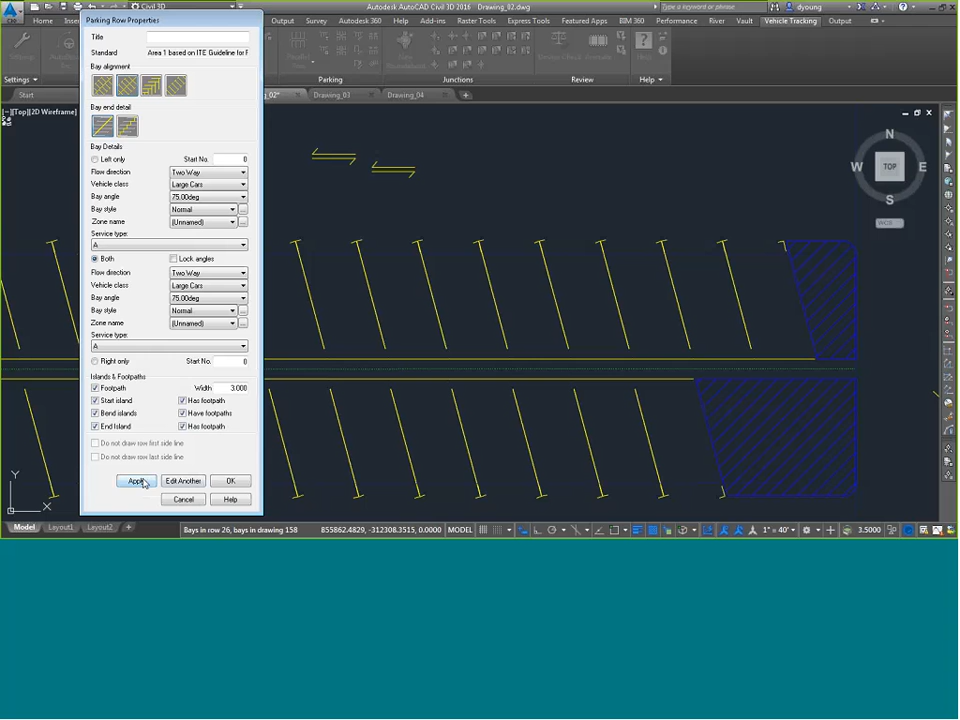 Civil 3D
Autodesk AutoCAD Civil 3D 2016 Drawing_02.dwg
Type a keyword or phrase
dyoung
Home
Output Survey Autodesk 360 Help Add-ins Raster Tools Express Tools Featured Apps BIM 360 Performance River Vault Vehicle Tracking Output
Settings
Parking
Junctions
Review
Help
Start
_02*
Drawing_03
Drawing_04
[−][Top][2D Wireframe]
Parking Row Properties
Title
Standard Area 1 based on ITE Guideline for F
Bay alignment
Bay end detail
Bay Details
Left only Start No. 0
Flow direction Two Way
Vehicle class Large Cars
Bay angle 75.00deg
Bay style Normal ...
Zone name (Unnamed) ...
Service type:
A
Both Lock angles
Flow direction Two Way
Vehicle class Large Cars
Bay angle 75.00deg
Bay style Normal ...
Zone name (Unnamed) ...
Service type:
A
Right only Start No. 0
Islands & Footpaths
Footpath Width 3.000
Start island Has footpath
Bend islands Have footpaths
End Island Has footpath
Do not draw row first side line
Do not draw row last side line
Apply Edit Another OK
Cancel Help
N
W TOP E
S
WCS
Y
X
Model Layout1 Layout2 +
Bays in row 26, bays in drawing 158 855862.4829, -312308.3515, 0.0000 MODEL 1" = 40' 3.5000